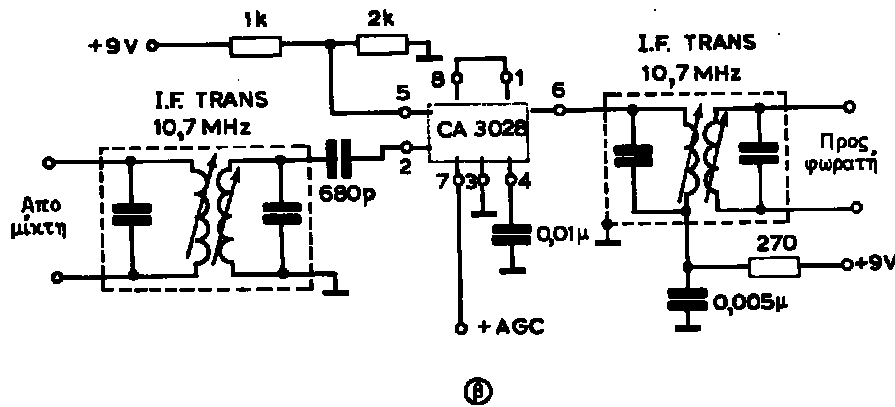 1k
2k
+9V
I.F. TRANS
10,7 MHz
8
1
6
5
I.F. TRANS
10,7 MHz
CA 3028
2
680p
7
3
4
Απο
μίκτη
Προς
φωρατή
0,01μ
270
+9V
0,005μ
+AGC
β